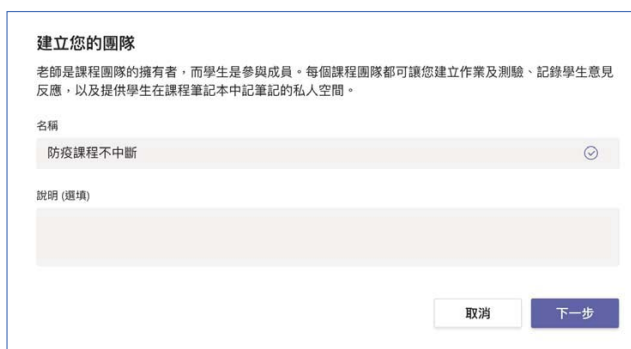 建立您的團隊
老師是課程團隊的擁有者，而學生是參與成員。每個課程團隊都可讓您建立作業及測驗、記錄學生意見
反應，以及提供學生在課程筆記本中記筆記的私人空間。
名稱
防疫課程不中斷
說明 (選填)
取消
下一步